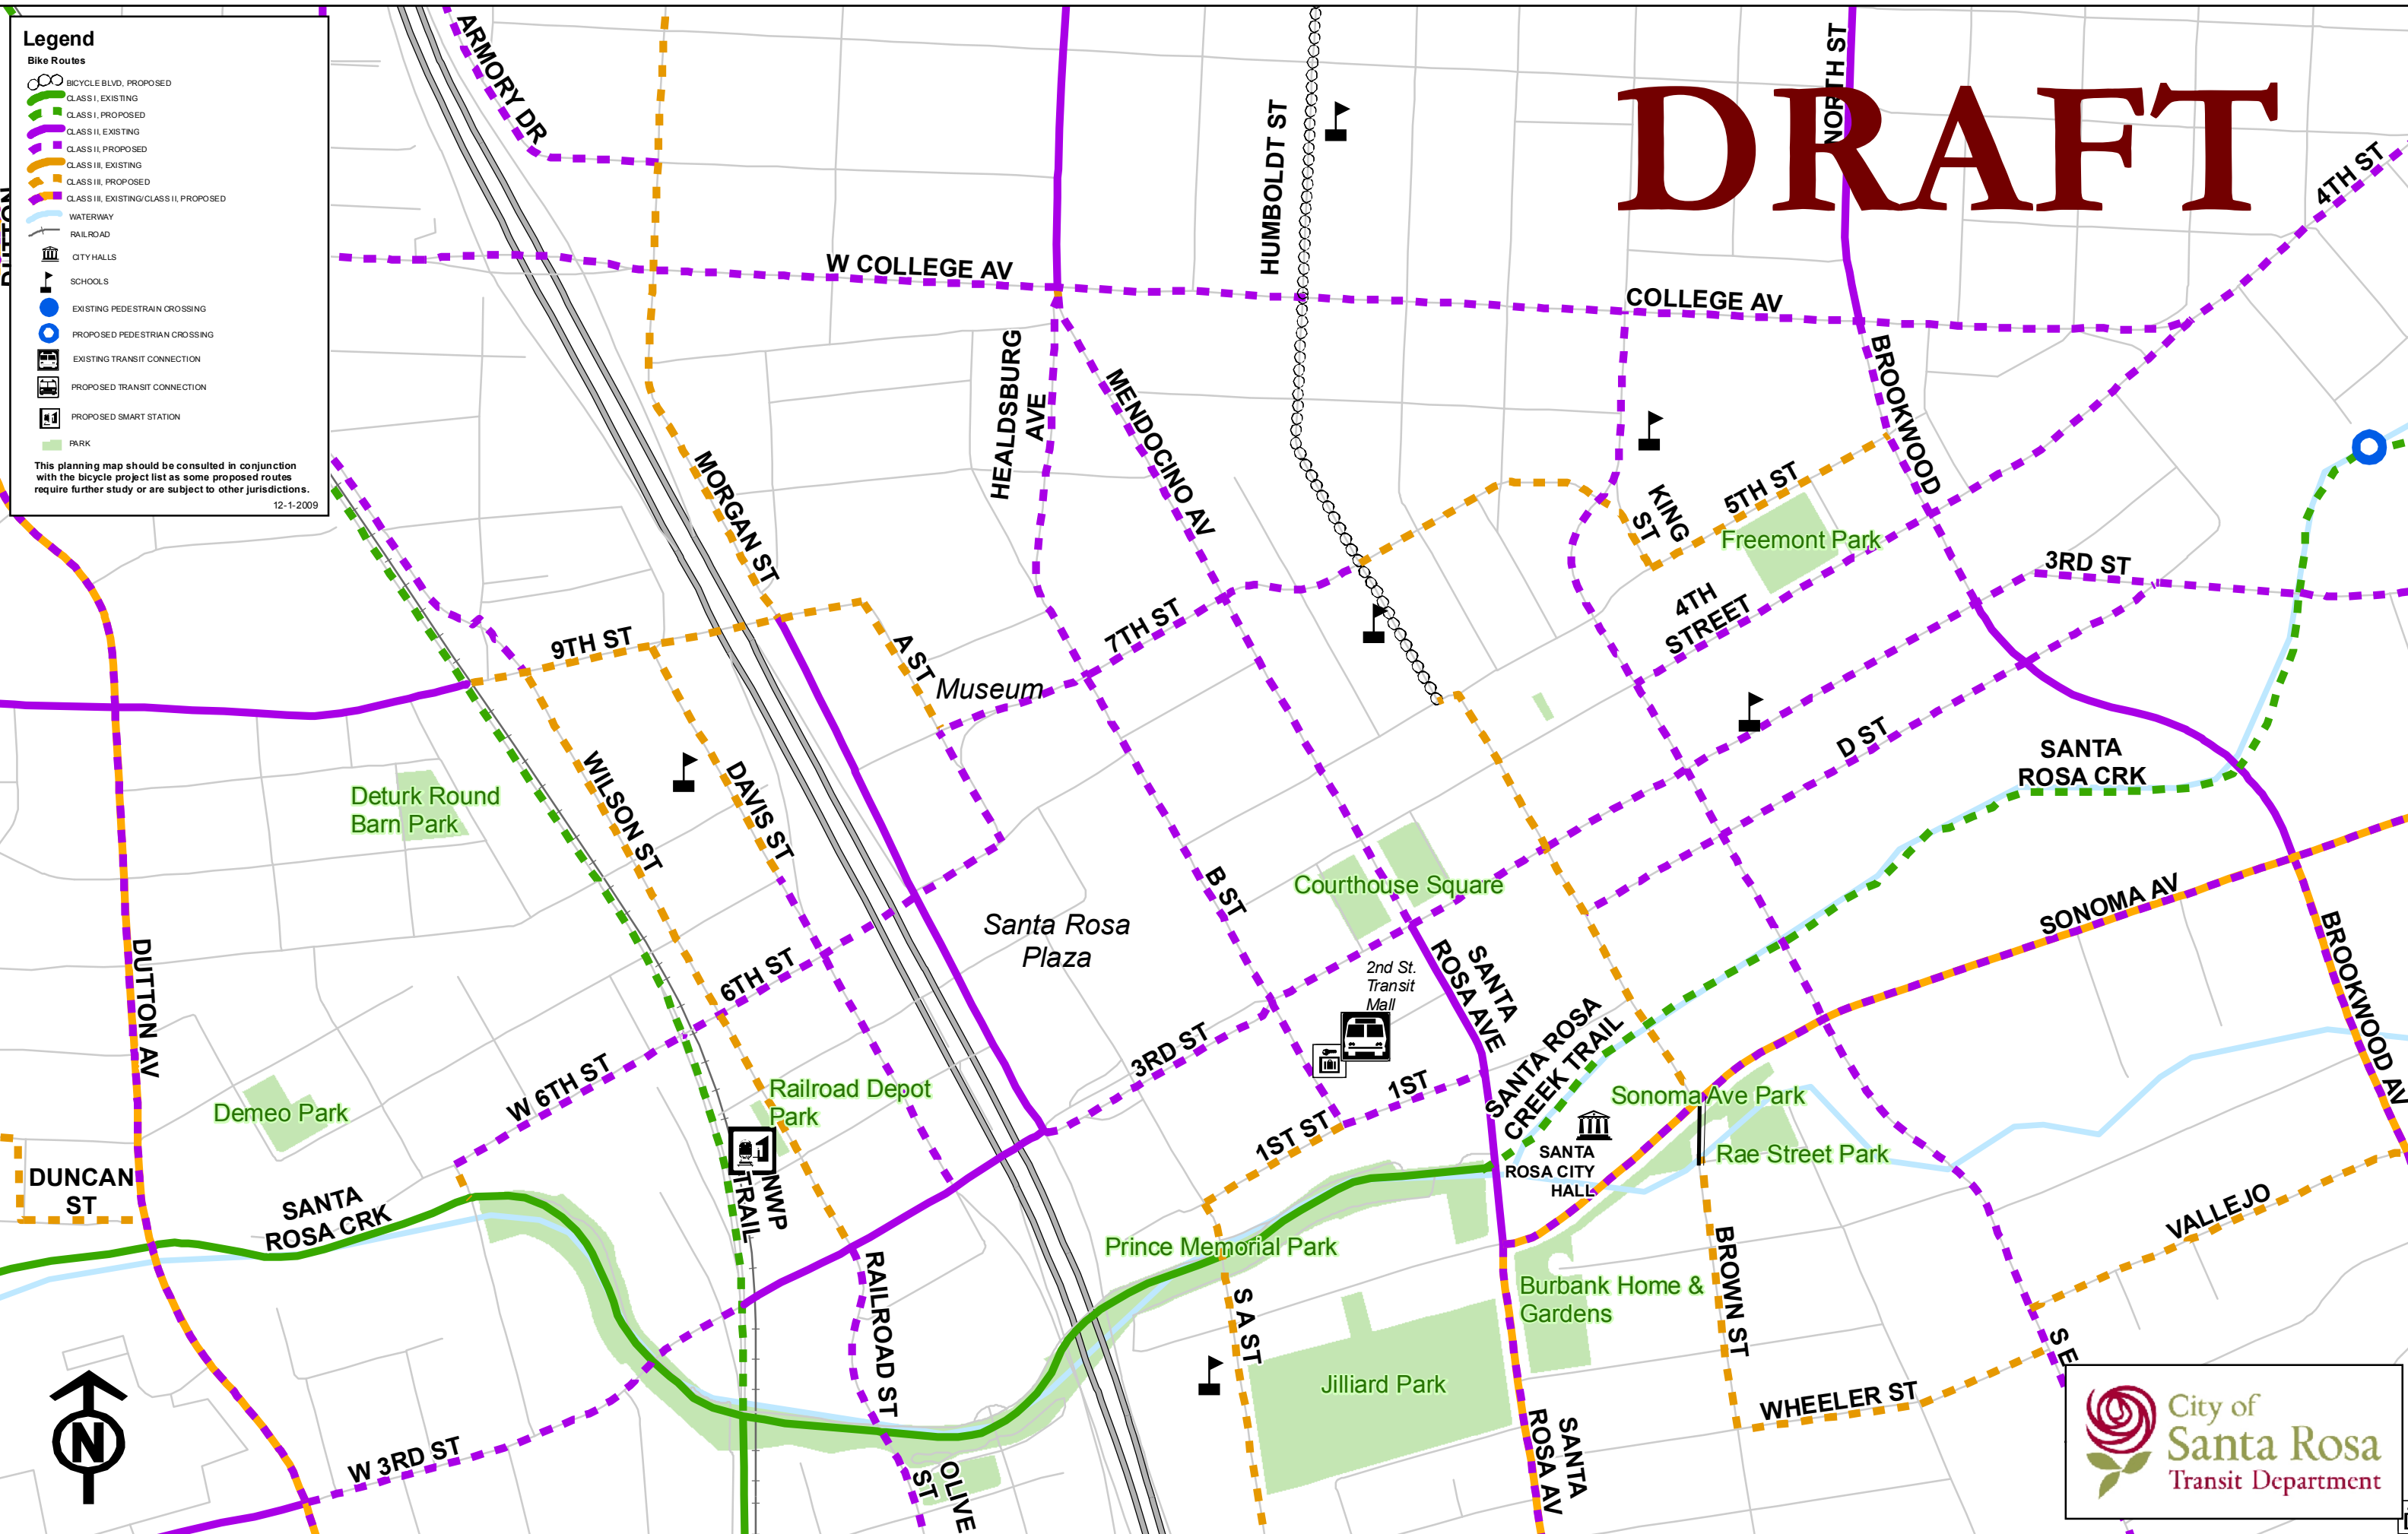 Legend
Bike Routes
BICYCLE BLVD, PROPOSED
CLASS I, EXISTING
CLASS I, PROPOSED
CLASS II, EXISTING
CLASS II, PROPOSED
CLASS III, EXISTING
CLASS III, PROPOSED
CLASS III, EXISTING/CLASS II, PROPOSED
WATERWAY
RAILROAD
CITY HALLS
SCHOOLS
EXISTING PEDESTRAIN CROSSING
PROPOSED PEDESTRIAN CROSSING
EXISTING TRANSIT CONNECTION
PROPOSED TRANSIT CONNECTION
PROPOSED SMART STATION
PARK
This planning map should be consulted in conjunction
with the bicycle project list as some proposed routes
require further study or are subject to other jurisdictions.
12-1-2009
DRAFT
ARMORY DR
HUMBOLDT ST
NORTH ST
4TH ST
W COLLEGE AV
COLLEGE AV
HEALDSBURG
AVE
MENDOCINO AV
BROOKWOOD
MORGAN ST
KING
ST
5TH ST
Freemont Park
3RD ST
4TH
STREET
7TH ST
9TH ST
A ST
Museum
D ST
SANTA
ROSA CRK
Deturk Round
Barn Park
WILSON ST
DAVIS ST
B ST
Courthouse Square
SONOMA AV
Santa Rosa
Plaza
SANTA
ROSA AVE
2nd St.
Transit
Mall
DUTTON AV
6TH ST
BROOKWOOD AV
SANTA ROSA
CREEK TRAIL
3RD ST
1ST
1ST ST
W 6TH ST
Railroad Depot
Park
Demeo Park
Sonoma Ave Park
Rae Street Park
SANTA
ROSA CITY
HALL
DUNCAN
ST
SANTA
ROSA CRK
NWP
TRAIL
VALLEJO
Prince Memorial Park
BROWN ST
RAILROAD ST
S A ST
Burbank Home &
Gardens
S E
Jilliard Park
WHEELER ST
SANTA
ROSA AV
W 3RD ST
OLIVE
ST
N
City of
Santa Rosa
Transit Department